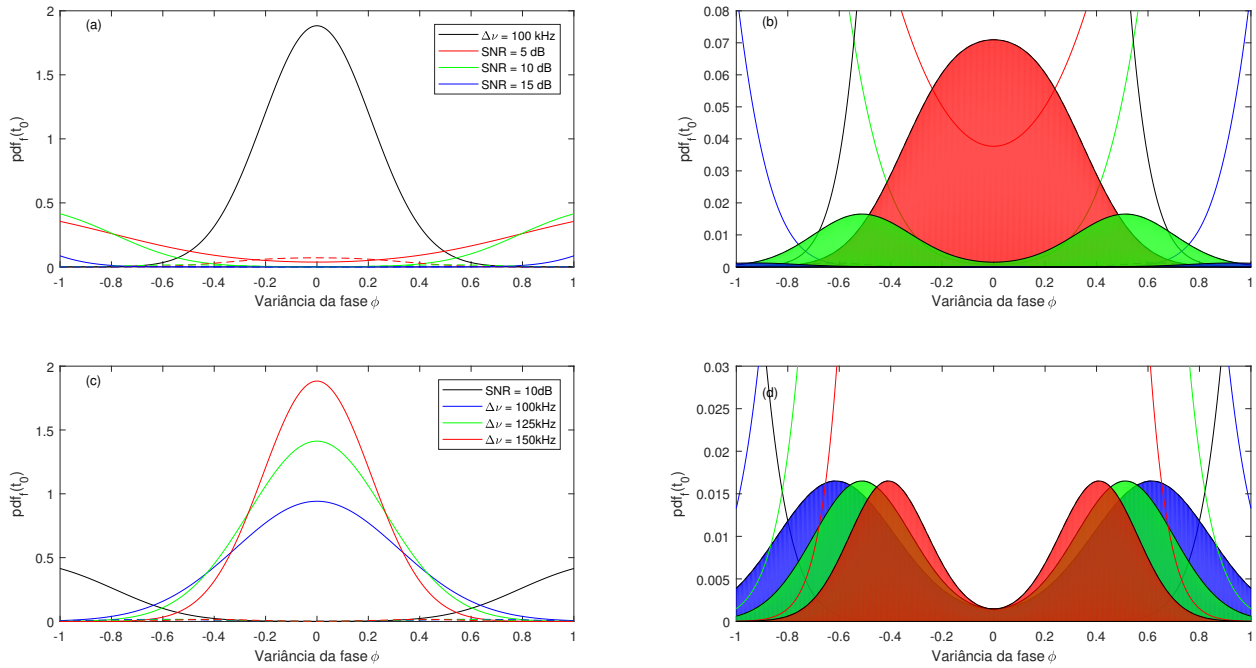 (a)
Δν = 100 kHz
SNR = 5 dB
SNR = 10 dB
SNR = 15 dB
2
1.5
1
0.5
0
pdf_f(t_0)
-1 -0.8 -0.6 -0.4 -0.2 0 0.2 0.4 0.6 0.8 1
Variância da fase ϕ
(b)
0.08
0.07
0.06
0.05
0.04
0.03
0.02
0.01
0
pdf_f(t_0)
-1 -0.8 -0.6 -0.4 -0.2 0 0.2 0.4 0.6 0.8 1
Variância da fase ϕ
(c)
SNR = 10dB
Δν = 100kHz
Δν = 125kHz
Δν = 150kHz
2
1.5
1
0.5
0
pdf_f(t_0)
-1 -0.8 -0.6 -0.4 -0.2 0 0.2 0.4 0.6 0.8 1
Variância da fase ϕ
(d)
0.03
0.025
0.02
0.015
0.01
0.005
0
pdf_f(t_0)
-1 -0.8 -0.6 -0.4 -0.2 0 0.2 0.4 0.6 0.8 1
Variância da fase ϕ